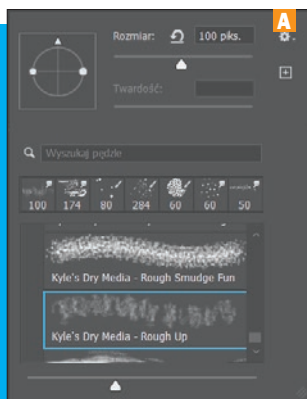 A
Rozmiar: 100 piks.
Twardość:
Wyszukaj pędzle
100 174 80 284 60 60 50
Kyle's Dry Media - Rough Smudge Fun
Kyle's Dry Media - Rough Up